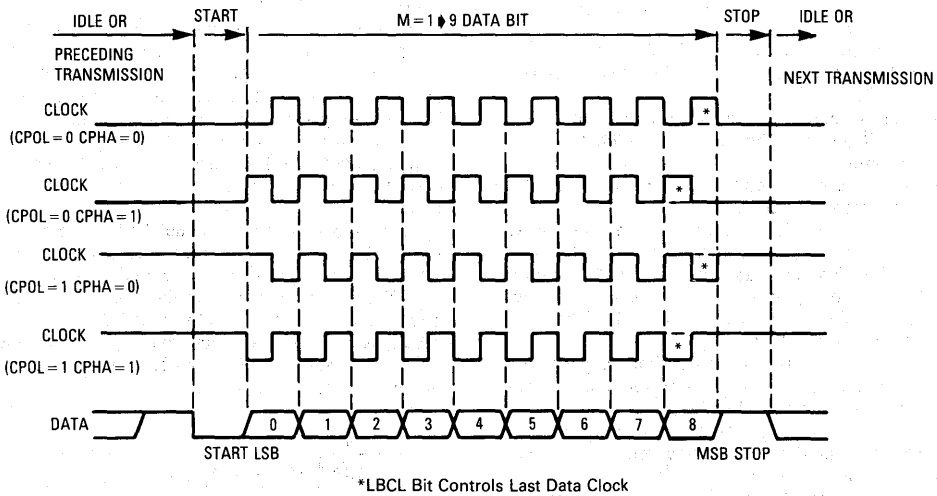 IDLE OR START M = 1 ➧ 9 DATA BIT STOP IDLE OR
PRECEDING
TRANSMISSION
NEXT TRANSMISSION
CLOCK
(CPOL = 0 CPHA = 0)
*
CLOCK
(CPOL = 0 CPHA = 1)
*
CLOCK
(CPOL = 1 CPHA = 0)
*
CLOCK
(CPOL = 1 CPHA = 1)
*
DATA 0 1 2 3 4 5 6 7 8
START LSB MSB STOP
*LBCL Bit Controls Last Data Clock